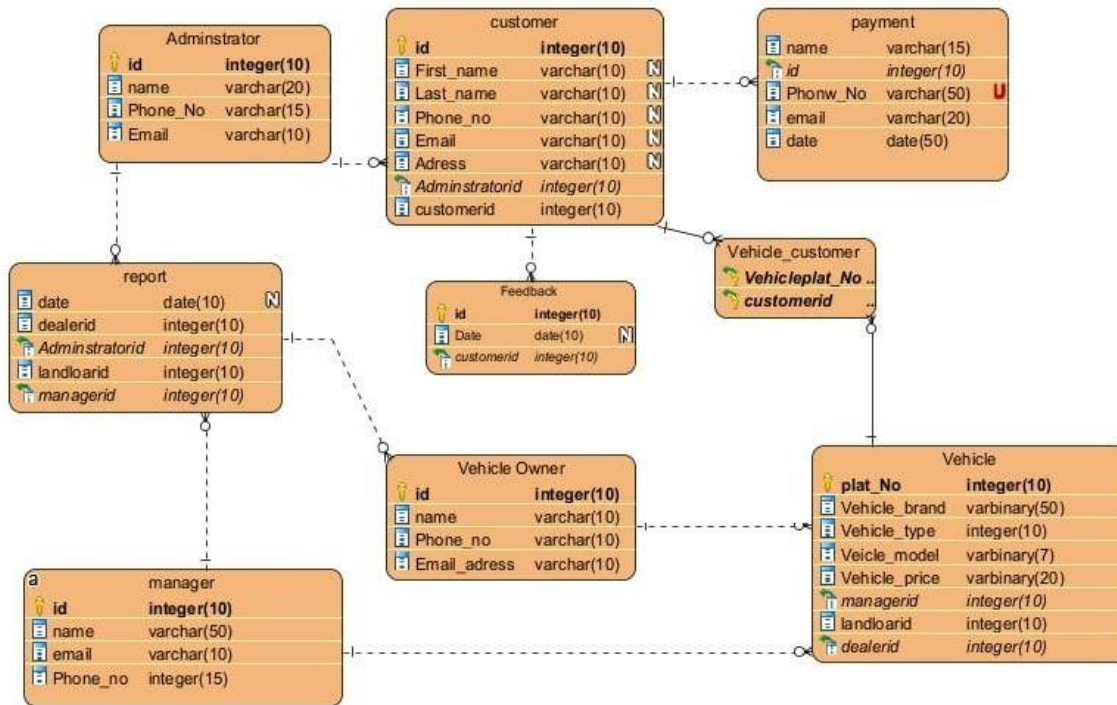 Adminstrator
id integer(10)
name varchar(20)
Phone_No varchar(15)
Email varchar(10)
customer
id integer(10)
First_name varchar(10) N
Last_name varchar(10) N
Phone_no varchar(10) N
Email varchar(10) N
Adress varchar(10) N
Adminstratorid integer(10)
customerid integer(10)
payment
name varchar(15)
id integer(10)
Phonw_No varchar(50) U
email varchar(20)
date date(50)
report
date date(10) N
dealerid integer(10)
Adminstratorid integer(10)
landloarid integer(10)
managerid integer(10)
Feedback
id integer(10)
Date date(10) N
customerid integer(10)
Vehicle_customer
Vehicleplat_No ..
customerid ..
Vehicle Owner
id integer(10)
name varchar(10)
Phone_no varchar(10)
Email_adress varchar(10)
Vehicle
plat_No integer(10)
Vehicle_brand varbinary(50)
Vehicle_type integer(10)
Veicle_model varbinary(7)
Vehicle_price varbinary(20)
managerid integer(10)
landloarid integer(10)
dealerid integer(10)
a
manager
id integer(10)
name varchar(50)
email varchar(10)
Phone_no integer(15)